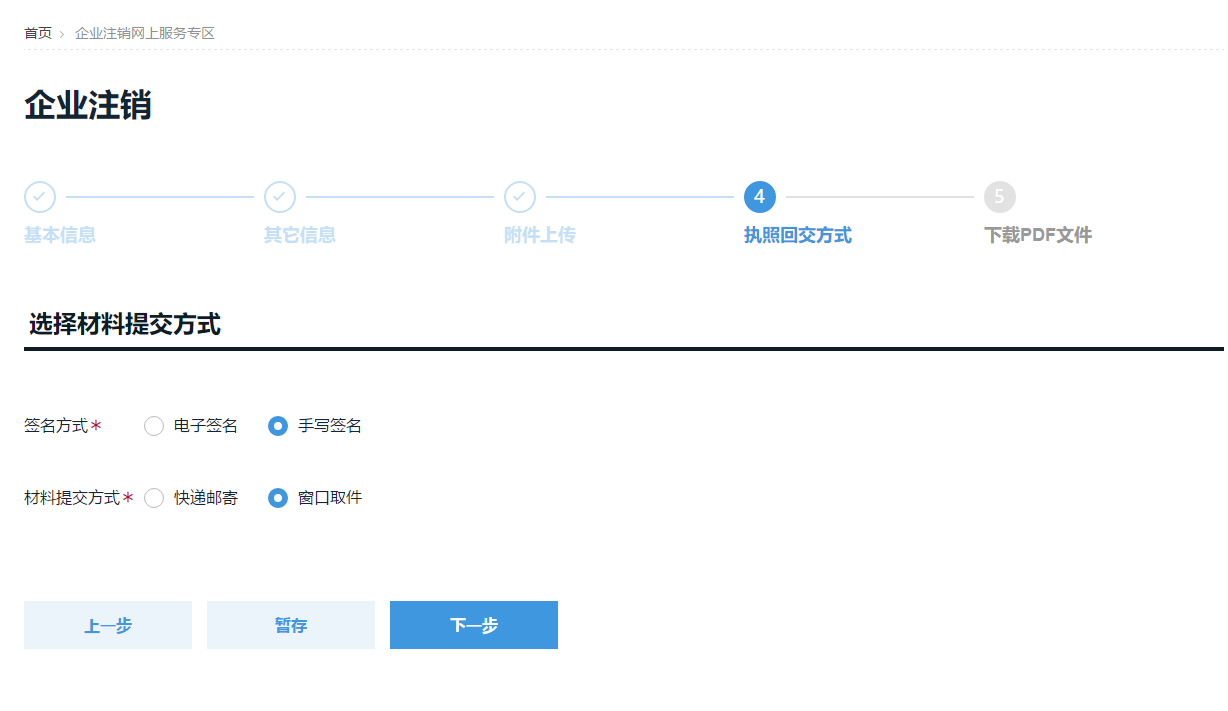 首页 › 企业注销网上服务专区
企业注销
4 5
基本信息 其它信息 附件上传 执照回交方式 下载PDF文件
选择材料提交方式
签名方式* 电子签名 手写签名
材料提交方式* 快递邮寄 窗口取件
上一步 暂存 下一步